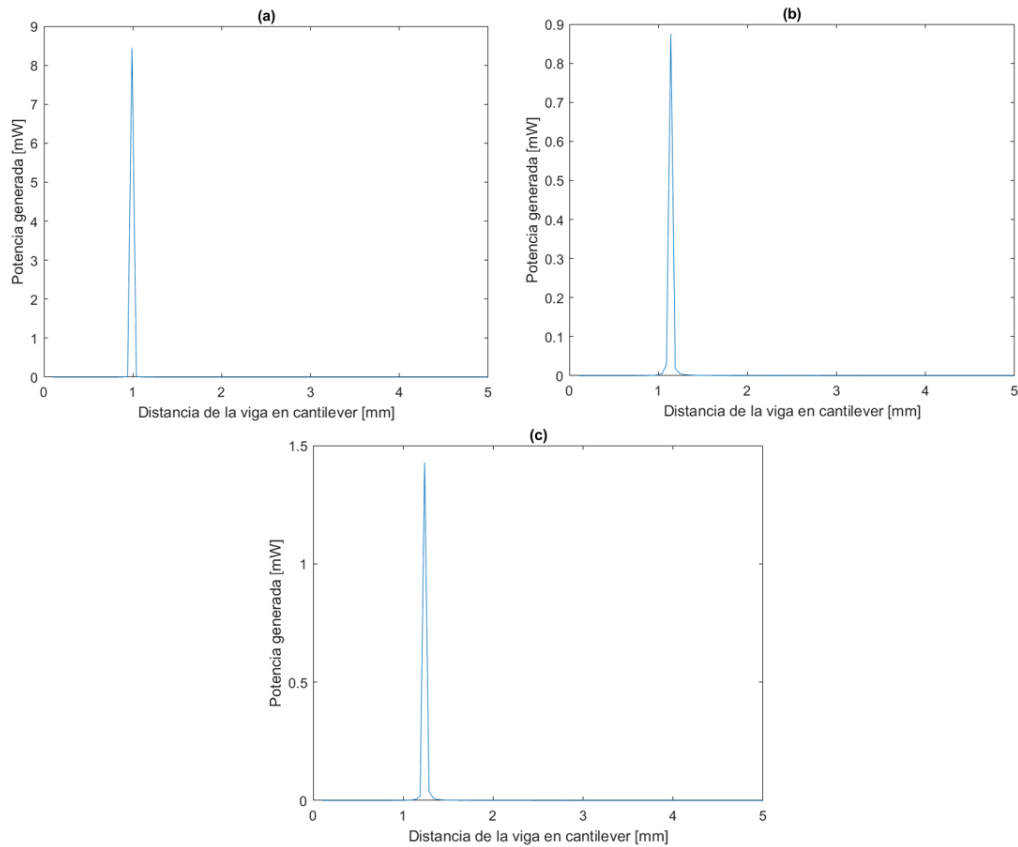 (a)
9
8
7
6
5
4
3
2
1
0
Potencia generada [mW]
0 1 2 3 4 5
Distancia de la viga en cantilever [mm]
(b)
0.9
0.8
0.7
0.6
0.5
0.4
0.3
0.2
0.1
0
Potencia generada [mW]
0 1 2 3 4 5
Distancia de la viga en cantilever [mm]
(c)
1.5
1
0.5
0
Potencia generada [mW]
0 1 2 3 4 5
Distancia de la viga en cantilever [mm]